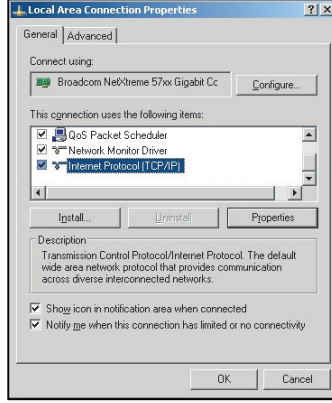 Local Area Connection Properties
General
Advanced
Connect using:
Broadcom NetXtreme 57xx Gigabit Cc
Configure...
This connection uses the following items:
QoS Packet Scheduler
Network Monitor Driver
Internet Protocol (TCP/IP)
Install...
Uninstall
Properties
Description
Transmission Control Protocol/Internet Protocol. The default
wide area network protocol that provides communication
across diverse interconnected networks.
Show icon in notification area when connected
Notify me when this connection has limited or no connectivity
OK
Cancel